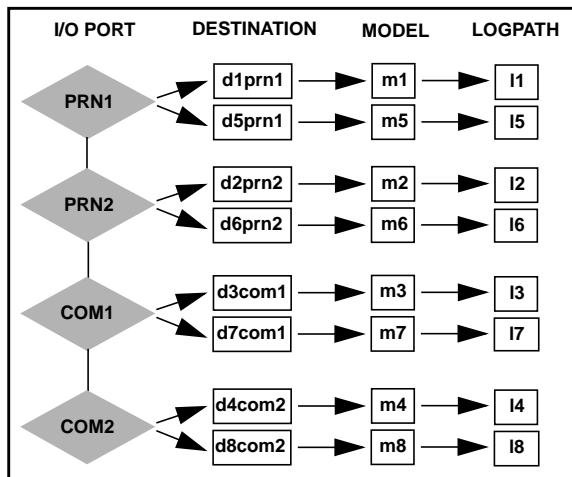 I/O PORT DESTINATION MODEL LOGPATH
d1prn1 m1 l1
PRN1
d5prn1 m5 l5
d2prn2 m2 l2
PRN2
d6prn2 m6 l6
d3com1 m3 l3
COM1
d7com1 m7 l7
d4com2 m4 l4
COM2
d8com2 m8 l8